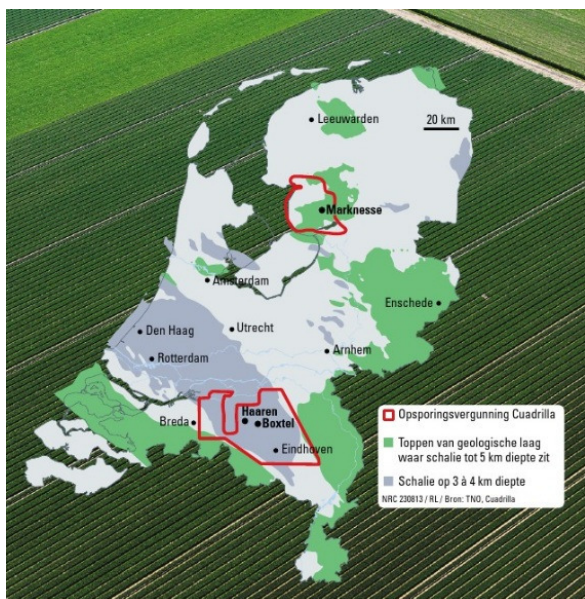 Leeuwarden
20 km
Marknesse
Amsterdam
Enschede
Den Haag
Utrecht
Rotterdam
Arnhem
Haaren
Breda
Boxtel
Eindhoven
Opsporingsvergunning Cuadrilla
Toppen van geologische laag
waar schalie tot 5 km diepte zit
Schalie op 3 à 4 km diepte
NRC 230813 / RL / Bron: TNO, Cuadrilla